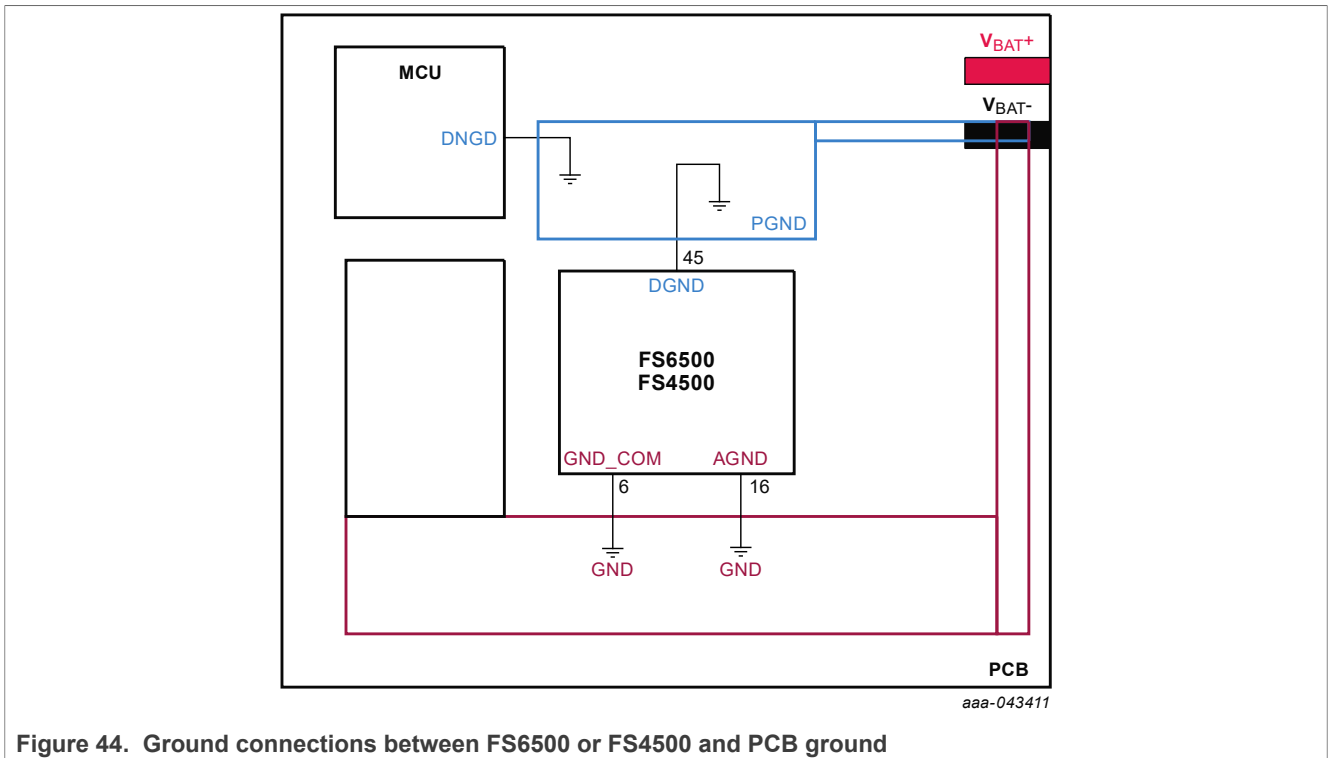 MCU
VBAT+
VBAT-
DNGD
PGND
45
DGND
FS6500
FS4500
GND_COM AGND
6 16
GND GND
PCB
aaa-043411
Figure 44. Ground connections between FS6500 or FS4500 and PCB ground